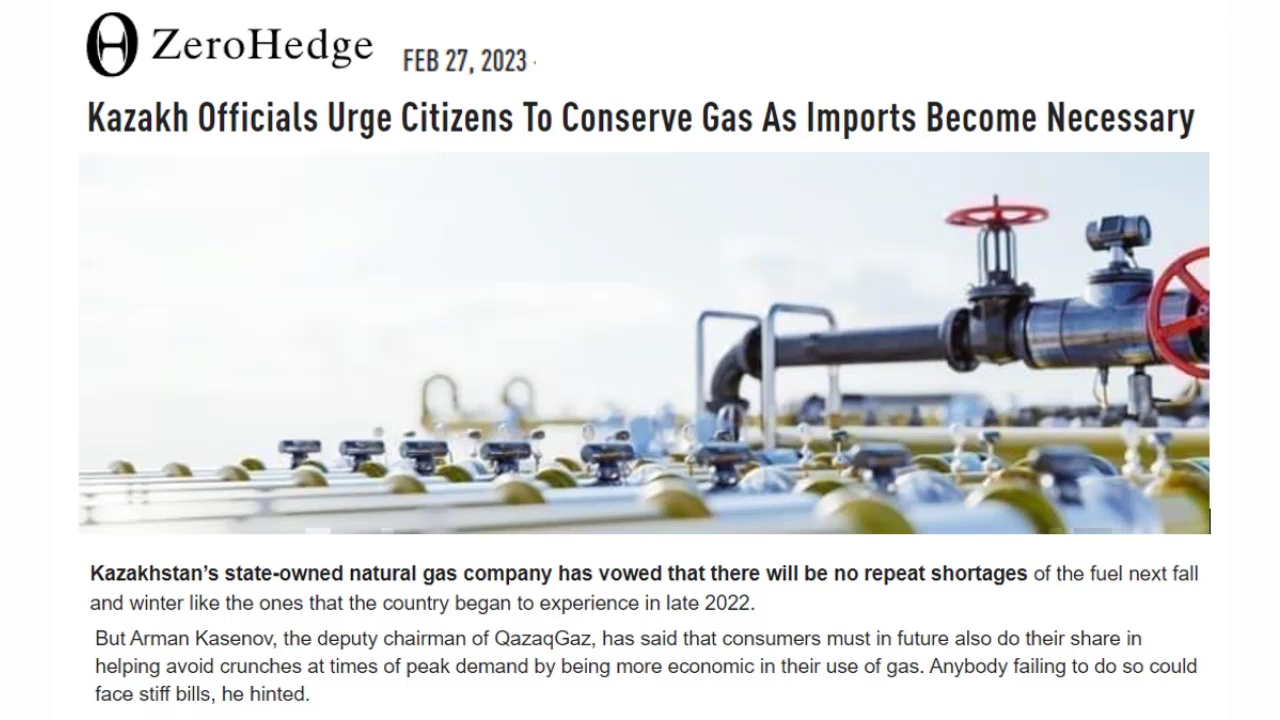 ZeroHedge FEB 27, 2023
Kazakh Officials Urge Citizens To Conserve Gas As Imports Become Necessary
Kazakhstan's state-owned natural gas company has vowed that there will be no repeat shortages of the fuel next fall
and winter like the ones that the country began to experience in late 2022.
But Arman Kasenov, the deputy chairman of QazaqGaz, has said that consumers must in future also do their share in
helping avoid crunches at times of peak demand by being more economic in their use of gas. Anybody failing to do so could
face stiff bills, he hinted.